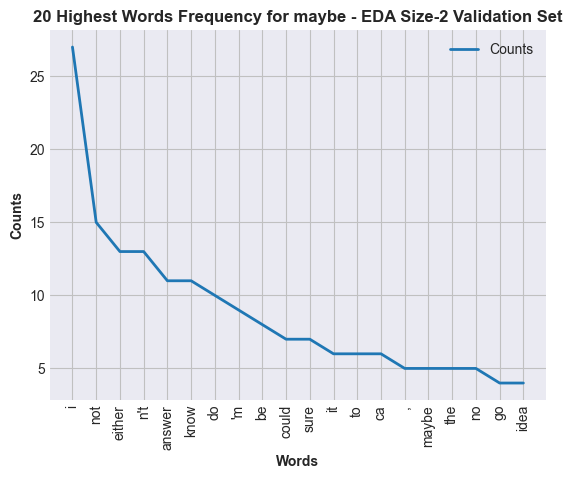 20 Highest Words Frequency for maybe - EDA Size-2 Validation Set
Counts
Counts
25
20
15
10
5
i
not
either
n't
answer
know
do
'm
be
could
sure
it
to
ca
,
maybe
the
no
go
idea
Words